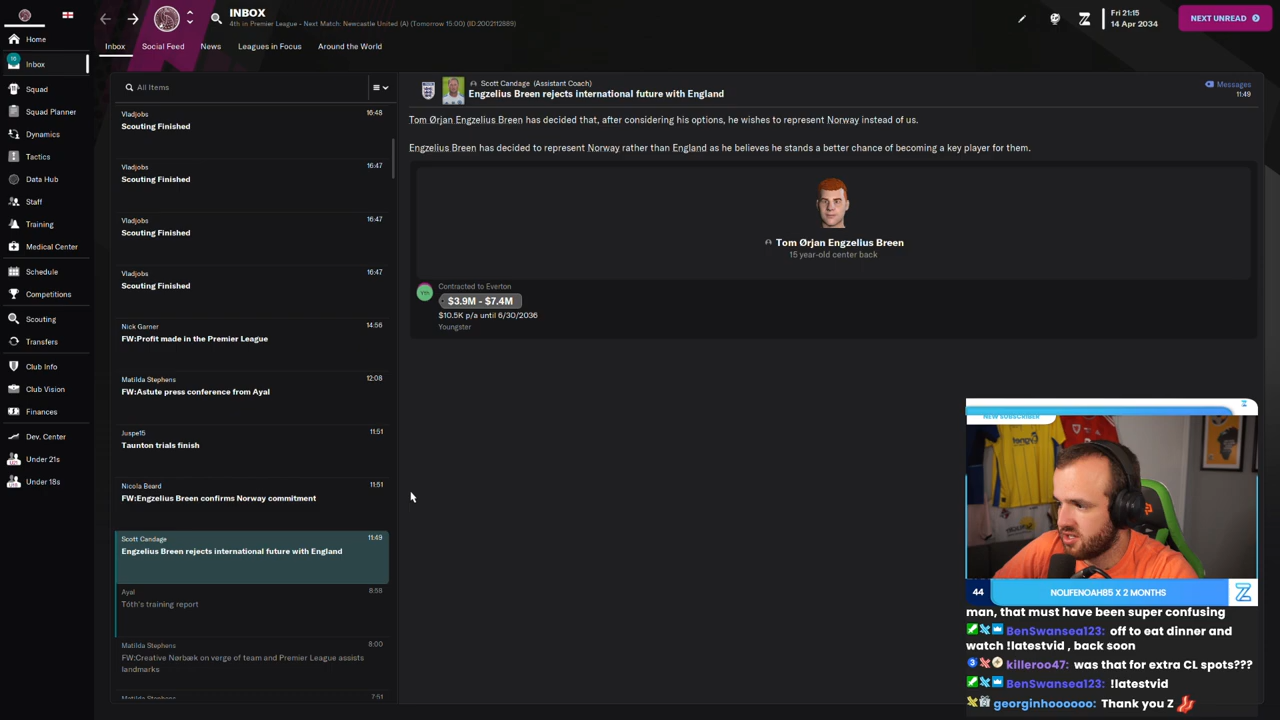 INBOX
4th in Premier League - Next Match: Newcastle United (A) (Tomorrow 15:00) (ID:2002112889)
Fri 21:15
14 Apr 2034
NEXT UNREAD
Inbox
Social Feed
News
Leagues in Focus
Around the World
Home
Inbox
Squad
Squad Planner
Dynamics
Tactics
Data Hub
Staff
Training
Medical Center
Schedule
Competitions
Scouting
Transfers
Club Info
Club Vision
Finances
Dev. Center
Under 21s
Under 18s
All Items
Vladjobs 16:48
Scouting Finished
Vladjobs 16:47
Scouting Finished
Vladjobs 16:47
Scouting Finished
Vladjobs 16:47
Scouting Finished
Nick Garner 14:56
FW:Profit made in the Premier League
Matilda Stephens 12:08
FW:Astute press conference from Ayal
Juspe15 11:51
Taunton trials finish
Nicola Beard 11:51
FW:Engzelius Breen confirms Norway commitment
Scott Candage 11:49
Engzelius Breen rejects international future with England
Ayal 8:58
Tóth's training report
Matilda Stephens 8:00
FW:Creative Nørbæk on verge of team and Premier League assists
landmarks
Matilda Stephens 7:51
Scott Candage (Assistant Coach)
Engzelius Breen rejects international future with England
Messages
11:49
Tom Ørjan Engzelius Breen has decided that, after considering his options, he wishes to represent Norway instead of us.
Engzelius Breen has decided to represent Norway rather than England as he believes he stands a better chance of becoming a key player for them.
Tom Ørjan Engzelius Breen
15 year-old center back
Contracted to Everton
$3.9M - $7.4M
$10.5K p/a until 6/30/2036
Youngster
NEW SUBSCRIBER
44 NOLIFENOAH85 X 2 MONTHS
man, that must have been super confusing
BenSwansea123: off to eat dinner and
watch !latestvid , back soon
killeroo47: was that for extra CL spots???
BenSwansea123: !latestvid
georginhoooooo: Thank you Z